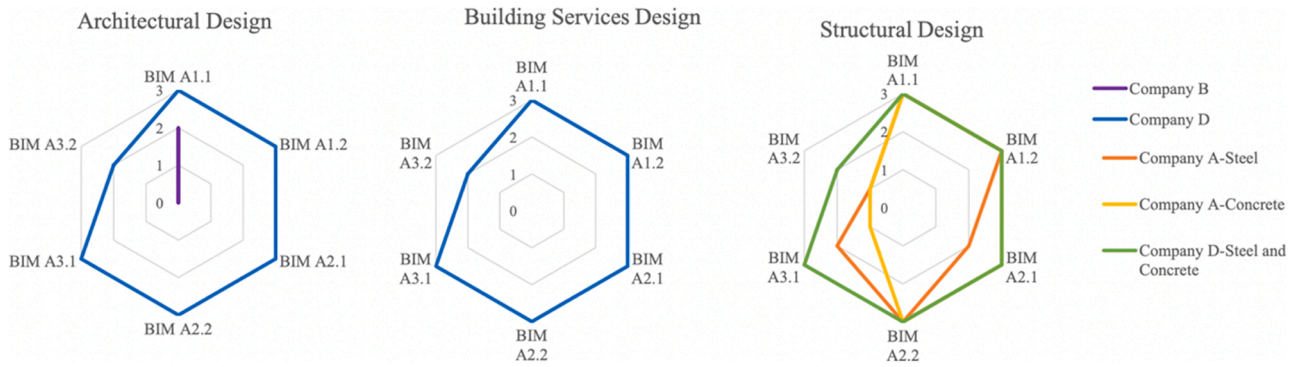 Architectural Design
BIM A1.1
3
2
1
0
BIM A3.2
BIM A1.2
BIM A3.1
BIM A2.1
BIM A2.2
Building Services Design
BIM
A1.1
3
2
1
0
BIM
A3.2
BIM
A1.2
BIM
A3.1
BIM
A2.1
BIM
A2.2
Structural Design
BIM
A1.1
3
2
1
0
BIM
A3.2
BIM
A1.2
BIM
A3.1
BIM
A2.1
BIM
A2.2
Company B
Company D
Company A-Steel
Company A-Concrete
Company D-Steel and
Concrete